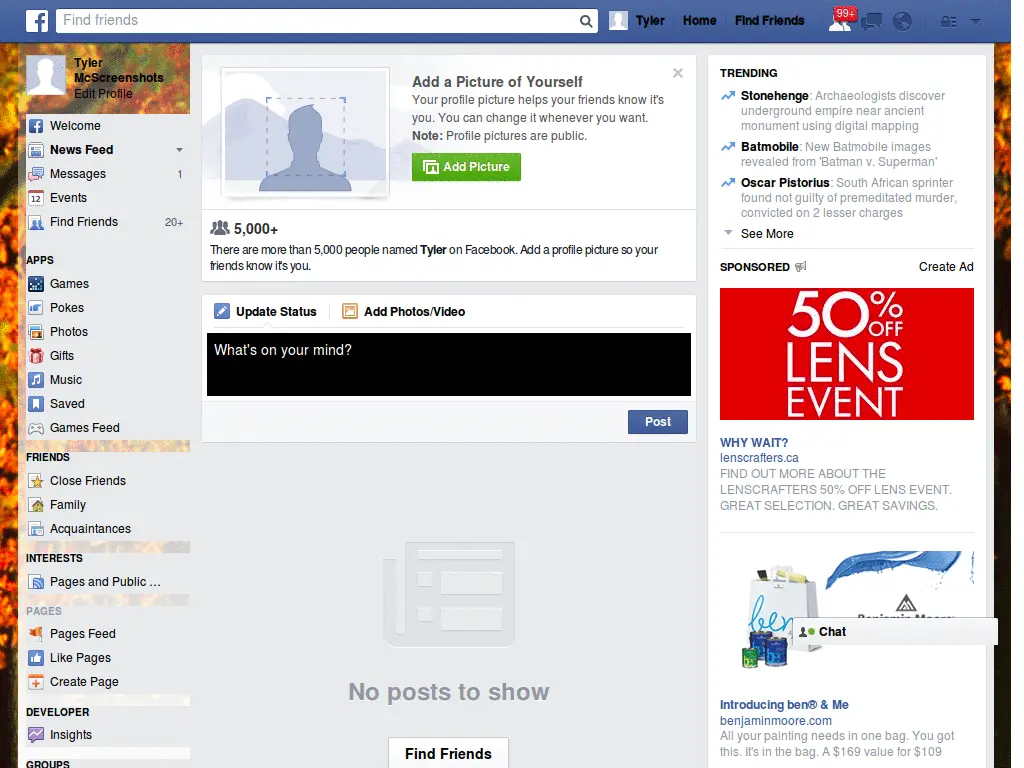 Find friends
Tyler
Home
Find Friends
99+
Tyler
McScreenshots
Edit Profile
Welcome
News Feed
Messages 1
12 Events
Find Friends 20+
APPS
Games
Pokes
Photos
Gifts
Music
Saved
Games Feed
FRIENDS
Close Friends
Family
Acquaintances
INTERESTS
Pages and Public ...
PAGES
Pages Feed
Like Pages
Create Page
DEVELOPER
Insights
GROUPS
Add a Picture of Yourself
Your profile picture helps your friends know it's
you. You can change it whenever you want.
Note: Profile pictures are public.
Add Picture
5,000+
There are more than 5,000 people named Tyler on Facebook. Add a profile picture so your
friends know it's you.
Update Status
Add Photos/Video
What's on your mind?
Post
No posts to show
Find Friends
TRENDING
Stonehenge: Archaeologists discover
underground empire near ancient
monument using digital mapping
Batmobile: New Batmobile images
revealed from 'Batman v. Superman'
Oscar Pistorius: South African sprinter
found not guilty of premeditated murder,
convicted on 2 lesser charges
See More
SPONSORED
Create Ad
50% OFF
LENS
EVENT
WHY WAIT?
lenscrafters.ca
FIND OUT MORE ABOUT THE
LENSCRAFTERS 50% OFF LENS EVENT.
GREAT SELECTION. GREAT SAVINGS.
ben
Benjamin Moore
Chat
Introducing ben® & Me
benjaminmoore.com
All your painting needs in one bag. You got
this. It's in the bag. A $169 value for $109